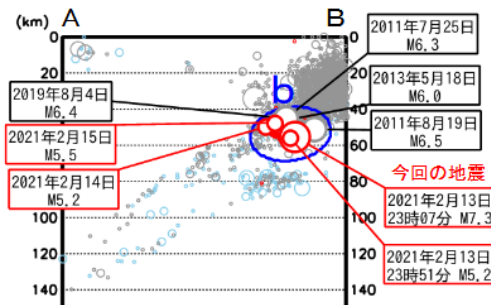 (km)
A
B
0
20
40
60
80
100
120
140
b
2011年7月25日
M6.3
2013年5月18日
M6.0
2011年8月19日
M6.5
2019年8月4日
M6.4
2021年2月15日
M5.5
2021年2月14日
M5.2
今回の地震
2021年2月13日
23時07分 M7.3
2021年2月13日
23時51分 M5.2